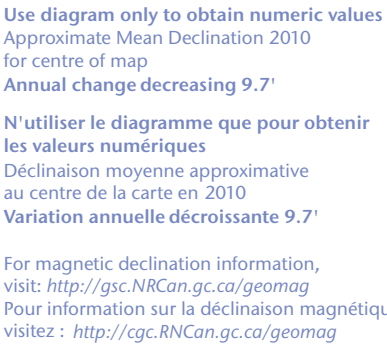 Use diagram only to obtain numeric values
Approximate Mean Declination 2010
for centre of map
Annual change decreasing 9.7'
N'utiliser le diagramme que pour obtenir
les valeurs numériques
Déclinaison moyenne approximative
au centre de la carte en 2010
Variation annuelle décroissante 9.7'
For magnetic declination information,
visit: http://gsc.NRCan.gc.ca/geomag
Pour information sur la déclinaison magnétiqu
visitez : http://cgc.RNCan.gc.ca/geomag